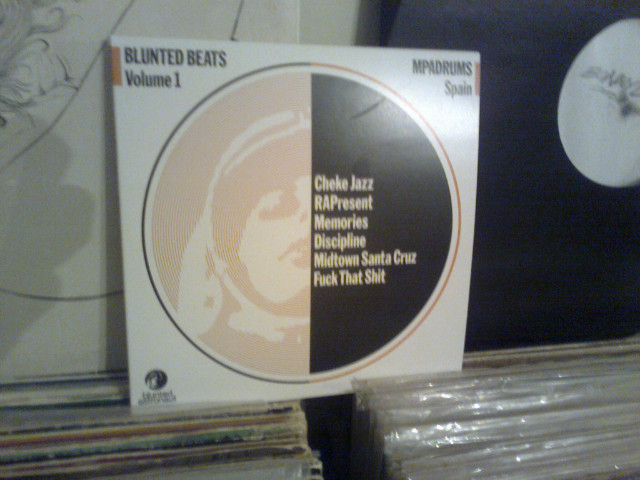 BLUNTED BEATS
Volume 1
MPADRUMS
Spain
Cheke Jazz
RAPresent
Memories
Discipline
Midtown Santa Cruz
Fuck That Shit